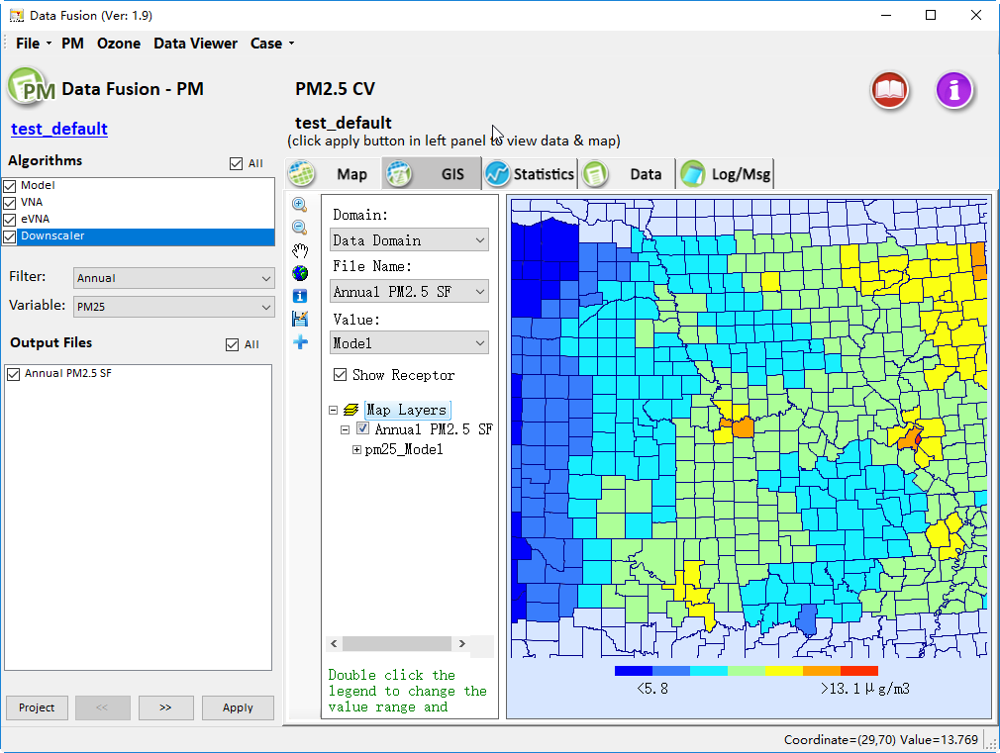 Data Fusion (Ver: 1.9)
File PM Ozone Data Viewer Case
PM Data Fusion - PM
PM2.5 CV
test_default
test_default
(click apply button in left panel to view data & map)
Algorithms
All
Model
VNA
eVNA
Downscaler
Filter:
Annual
Variable:
PM25
Output Files
All
Annual PM2.5 SF
Project
<<
>>
Apply
Map
GIS
Statistics
Data
Log/Msg
Domain:
Data Domain
File Name:
Annual PM2.5 SF
Value:
Model
Show Receptor
Map Layers
Annual PM2.5 SF
pm25_Model
Double click the
legend to change the
value range and
<5.8
>13.1 μg/m3
Coordinate=(29,70) Value=13.769